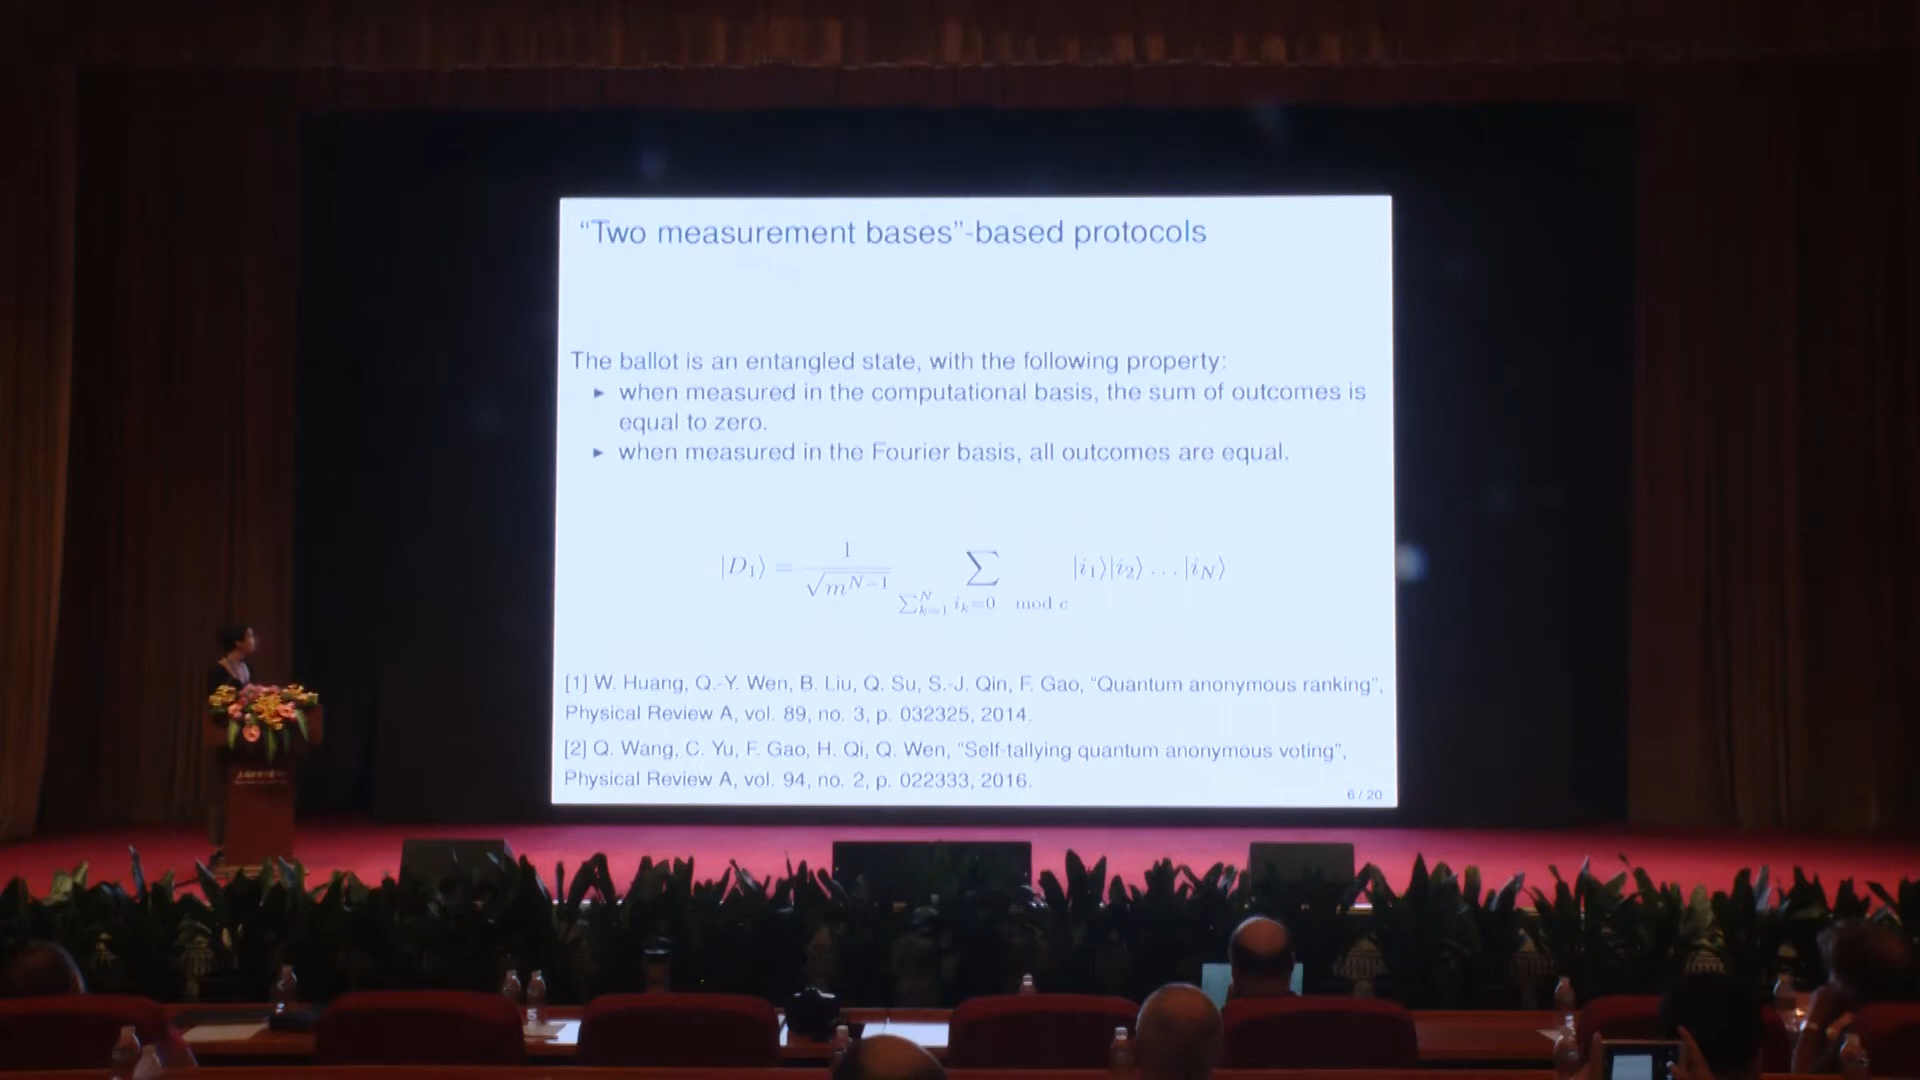 “Two measurement bases”-based protocols
The ballot is an entangled state, with the following property:
▸ when measured in the computational basis, the sum of outcomes is
equal to zero.
▸ when measured in the Fourier basis, all outcomes are equal.
|D₁⟩ = 1/√(m^{N−1}) ∑_{∑_{k=1}^{N} i_k=0 mod c} |i₁⟩|i₂⟩…|i_N⟩
[1] W. Huang, Q.-Y. Wen, B. Liu, Q. Su, S.-J. Qin, F. Gao, “Quantum anonymous ranking”,
Physical Review A, vol. 89, no. 3, p. 032325, 2014.
[2] Q. Wang, C. Yu, F. Gao, H. Qi, Q. Wen, “Self-tallying quantum anonymous voting”,
Physical Review A, vol. 94, no. 2, p. 022333, 2016.
6 / 20